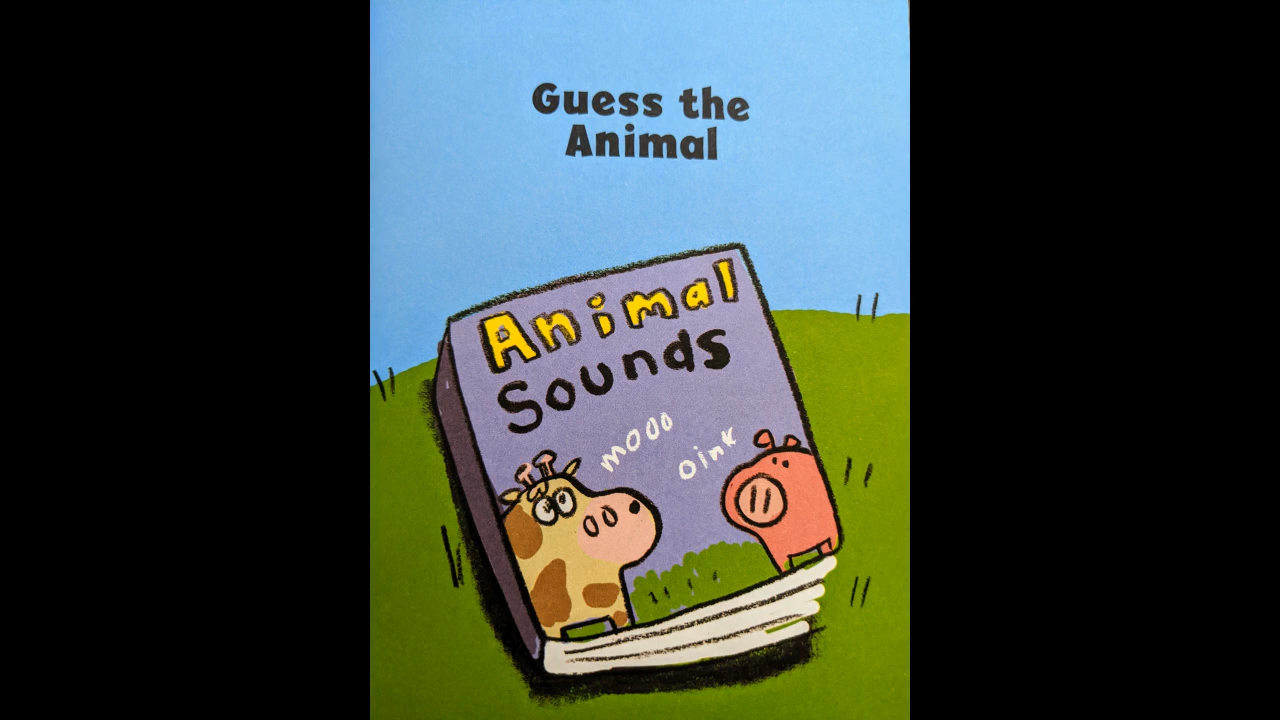 Guess the
Animal
Animal
Sounds
mooo
oink